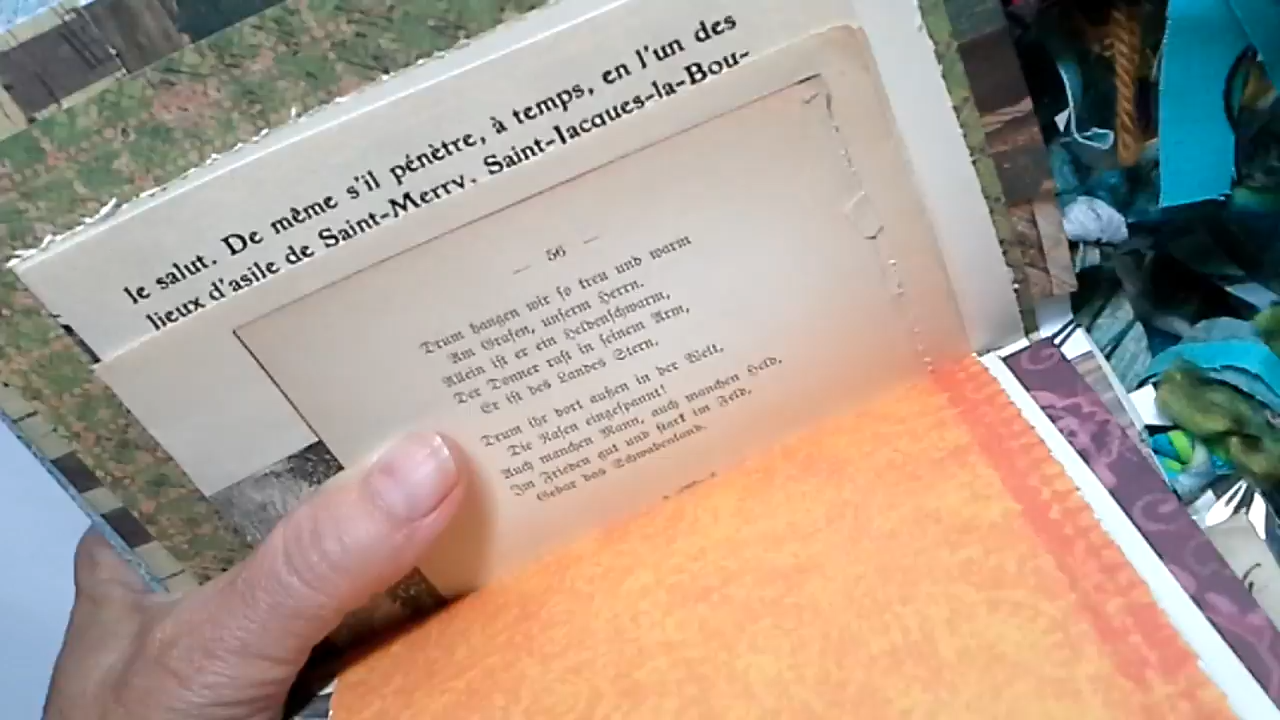 le salut. De même s'il pénètre, à temps, en l'un des
lieux d'asile de Saint-Merry, Saint-Jacques-la-Bou-
— 56 —
Drum hangen wir so treu und warm
Am Grafen, unserm Herrn.
Allein ist er ein Heldenschwarm,
Der Donner rast in seinem Arm,
Er ist des Landes Stern.
Drum ihr dort außen in der Welt,
Die Nasen eingespannt!
Auch manchen Mann, auch manchen Held,
Im Frieden gut und stark im Feld,
Gebar das Schwabenland.